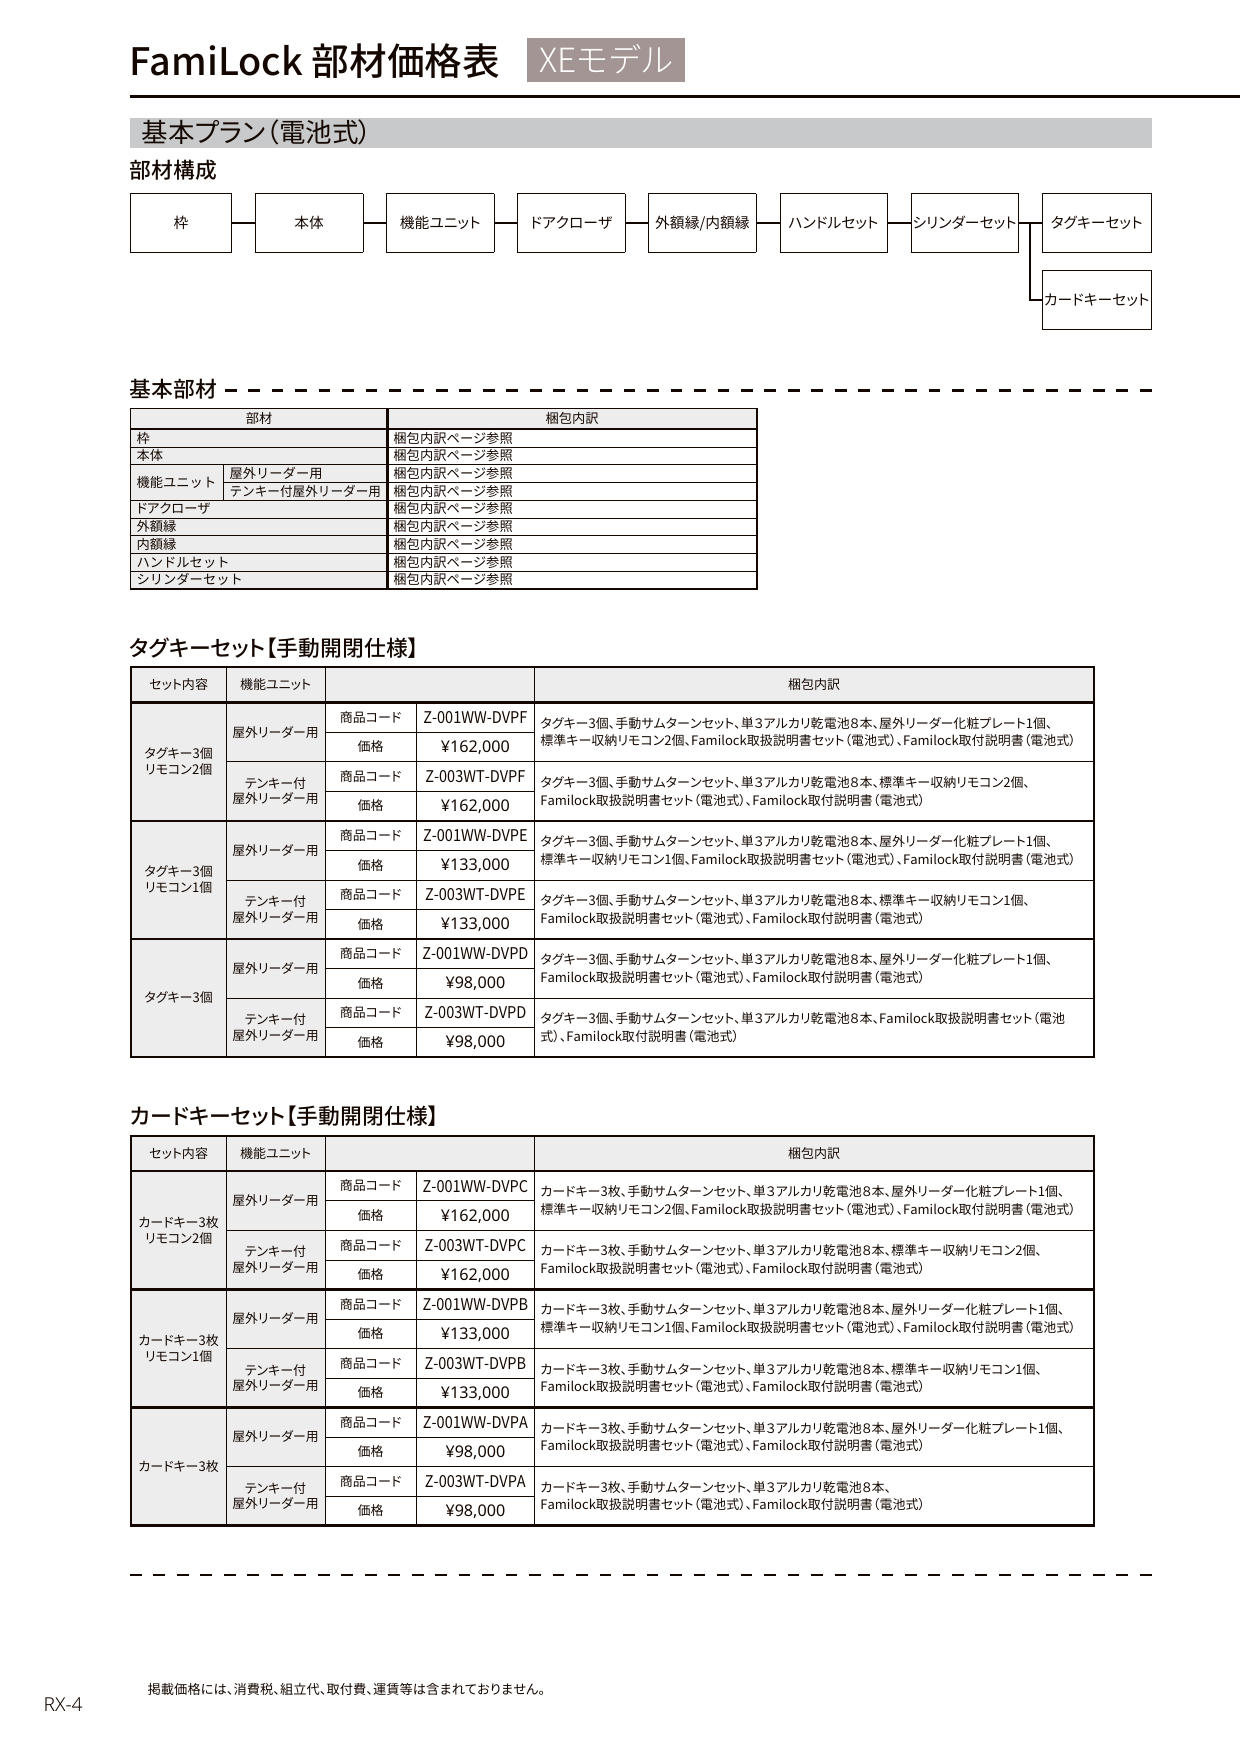 FamiLock 部材価格表 XEモデル
基本プラン（電池式）
部材構成
枠 本体 機能ユニット ドアクローザ 外額縁/内額縁 ハンドルセット シリンダーセット タグキーセット
カードキーセット
基本部材
部材 梱包内訳
枠 梱包内訳ページ参照
本体 梱包内訳ページ参照
機能ユニット 屋外リーダー用 梱包内訳ページ参照
テンキー付屋外リーダー用 梱包内訳ページ参照
ドアクローザ 梱包内訳ページ参照
外額縁 梱包内訳ページ参照
内額縁 梱包内訳ページ参照
ハンドルセット 梱包内訳ページ参照
シリンダーセット 梱包内訳ページ参照
タグキーセット【手動開閉仕様】
セット内容 機能ユニット 梱包内訳
タグキー3個
リモコン2個
屋外リーダー用
商品コード Z-001WW-DVPF
価格 ¥162,000
タグキー3個、手動サムターンセット、単3アルカリ乾電池8本、屋外リーダー化粧プレート1個、
標準キー収納リモコン2個、Familock取扱説明書セット（電池式）、Familock取付説明書（電池式）
テンキー付
屋外リーダー用
商品コード Z-003WT-DVPF
価格 ¥162,000
タグキー3個、手動サムターンセット、単3アルカリ乾電池8本、標準キー収納リモコン2個、
Familock取扱説明書セット（電池式）、Familock取付説明書（電池式）
タグキー3個
リモコン1個
屋外リーダー用
商品コード Z-001WW-DVPE
価格 ¥133,000
タグキー3個、手動サムターンセット、単3アルカリ乾電池8本、屋外リーダー化粧プレート1個、
標準キー収納リモコン1個、Familock取扱説明書セット（電池式）、Familock取付説明書（電池式）
テンキー付
屋外リーダー用
商品コード Z-003WT-DVPE
価格 ¥133,000
タグキー3個、手動サムターンセット、単3アルカリ乾電池8本、標準キー収納リモコン1個、
Familock取扱説明書セット（電池式）、Familock取付説明書（電池式）
タグキー3個
屋外リーダー用
商品コード Z-001WW-DVPD
価格 ¥98,000
タグキー3個、手動サムターンセット、単3アルカリ乾電池8本、屋外リーダー化粧プレート1個、
Familock取扱説明書セット（電池式）、Familock取付説明書（電池式）
テンキー付
屋外リーダー用
商品コード Z-003WT-DVPD
価格 ¥98,000
タグキー3個、手動サムターンセット、単3アルカリ乾電池8本、Familock取扱説明書セット（電池
式）、Familock取付説明書（電池式）
カードキーセット【手動開閉仕様】
セット内容 機能ユニット 梱包内訳
カードキー3枚
リモコン2個
屋外リーダー用
商品コード Z-001WW-DVPC
価格 ¥162,000
カードキー3枚、手動サムターンセット、単3アルカリ乾電池8本、屋外リーダー化粧プレート1個、
標準キー収納リモコン2個、Familock取扱説明書セット（電池式）、Familock取付説明書（電池式）
テンキー付
屋外リーダー用
商品コード Z-003WT-DVPC
価格 ¥162,000
カードキー3枚、手動サムターンセット、単3アルカリ乾電池8本、標準キー収納リモコン2個、
Familock取扱説明書セット（電池式）、Familock取付説明書（電池式）
カードキー3枚
リモコン1個
屋外リーダー用
商品コード Z-001WW-DVPB
価格 ¥133,000
カードキー3枚、手動サムターンセット、単3アルカリ乾電池8本、屋外リーダー化粧プレート1個、
標準キー収納リモコン1個、Familock取扱説明書セット（電池式）、Familock取付説明書（電池式）
テンキー付
屋外リーダー用
商品コード Z-003WT-DVPB
価格 ¥133,000
カードキー3枚、手動サムターンセット、単3アルカリ乾電池8本、標準キー収納リモコン1個、
Familock取扱説明書セット（電池式）、Familock取付説明書（電池式）
カードキー3枚
屋外リーダー用
商品コード Z-001WW-DVPA
価格 ¥98,000
カードキー3枚、手動サムターンセット、単3アルカリ乾電池8本、屋外リーダー化粧プレート1個、
Familock取扱説明書セット（電池式）、Familock取付説明書（電池式）
テンキー付
屋外リーダー用
商品コード Z-003WT-DVPA
価格 ¥98,000
カードキー3枚、手動サムターンセット、単3アルカリ乾電池8本、
Familock取扱説明書セット（電池式）、Familock取付説明書（電池式）
掲載価格には、消費税、組立代、取付費、運賃等は含まれておりません。
RX-4